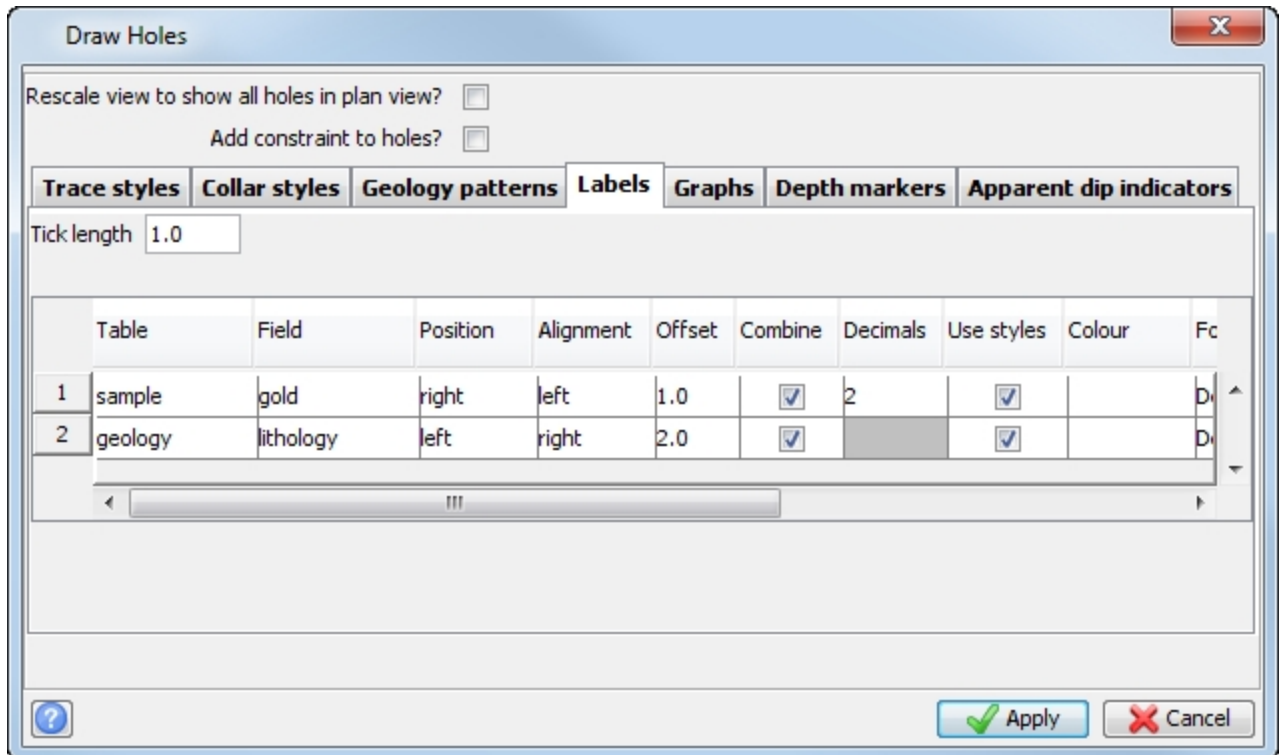 Draw Holes
Rescale view to show all holes in plan view?
Add constraint to holes?
Trace styles Collar styles Geology patterns Labels Graphs Depth markers Apparent dip indicators
Tick length 1.0
Table Field Position Alignment Offset Combine Decimals Use styles Colour Fo
1 sample gold right left 1.0 2 De
2 geology lithology left right 2.0 De
Apply Cancel